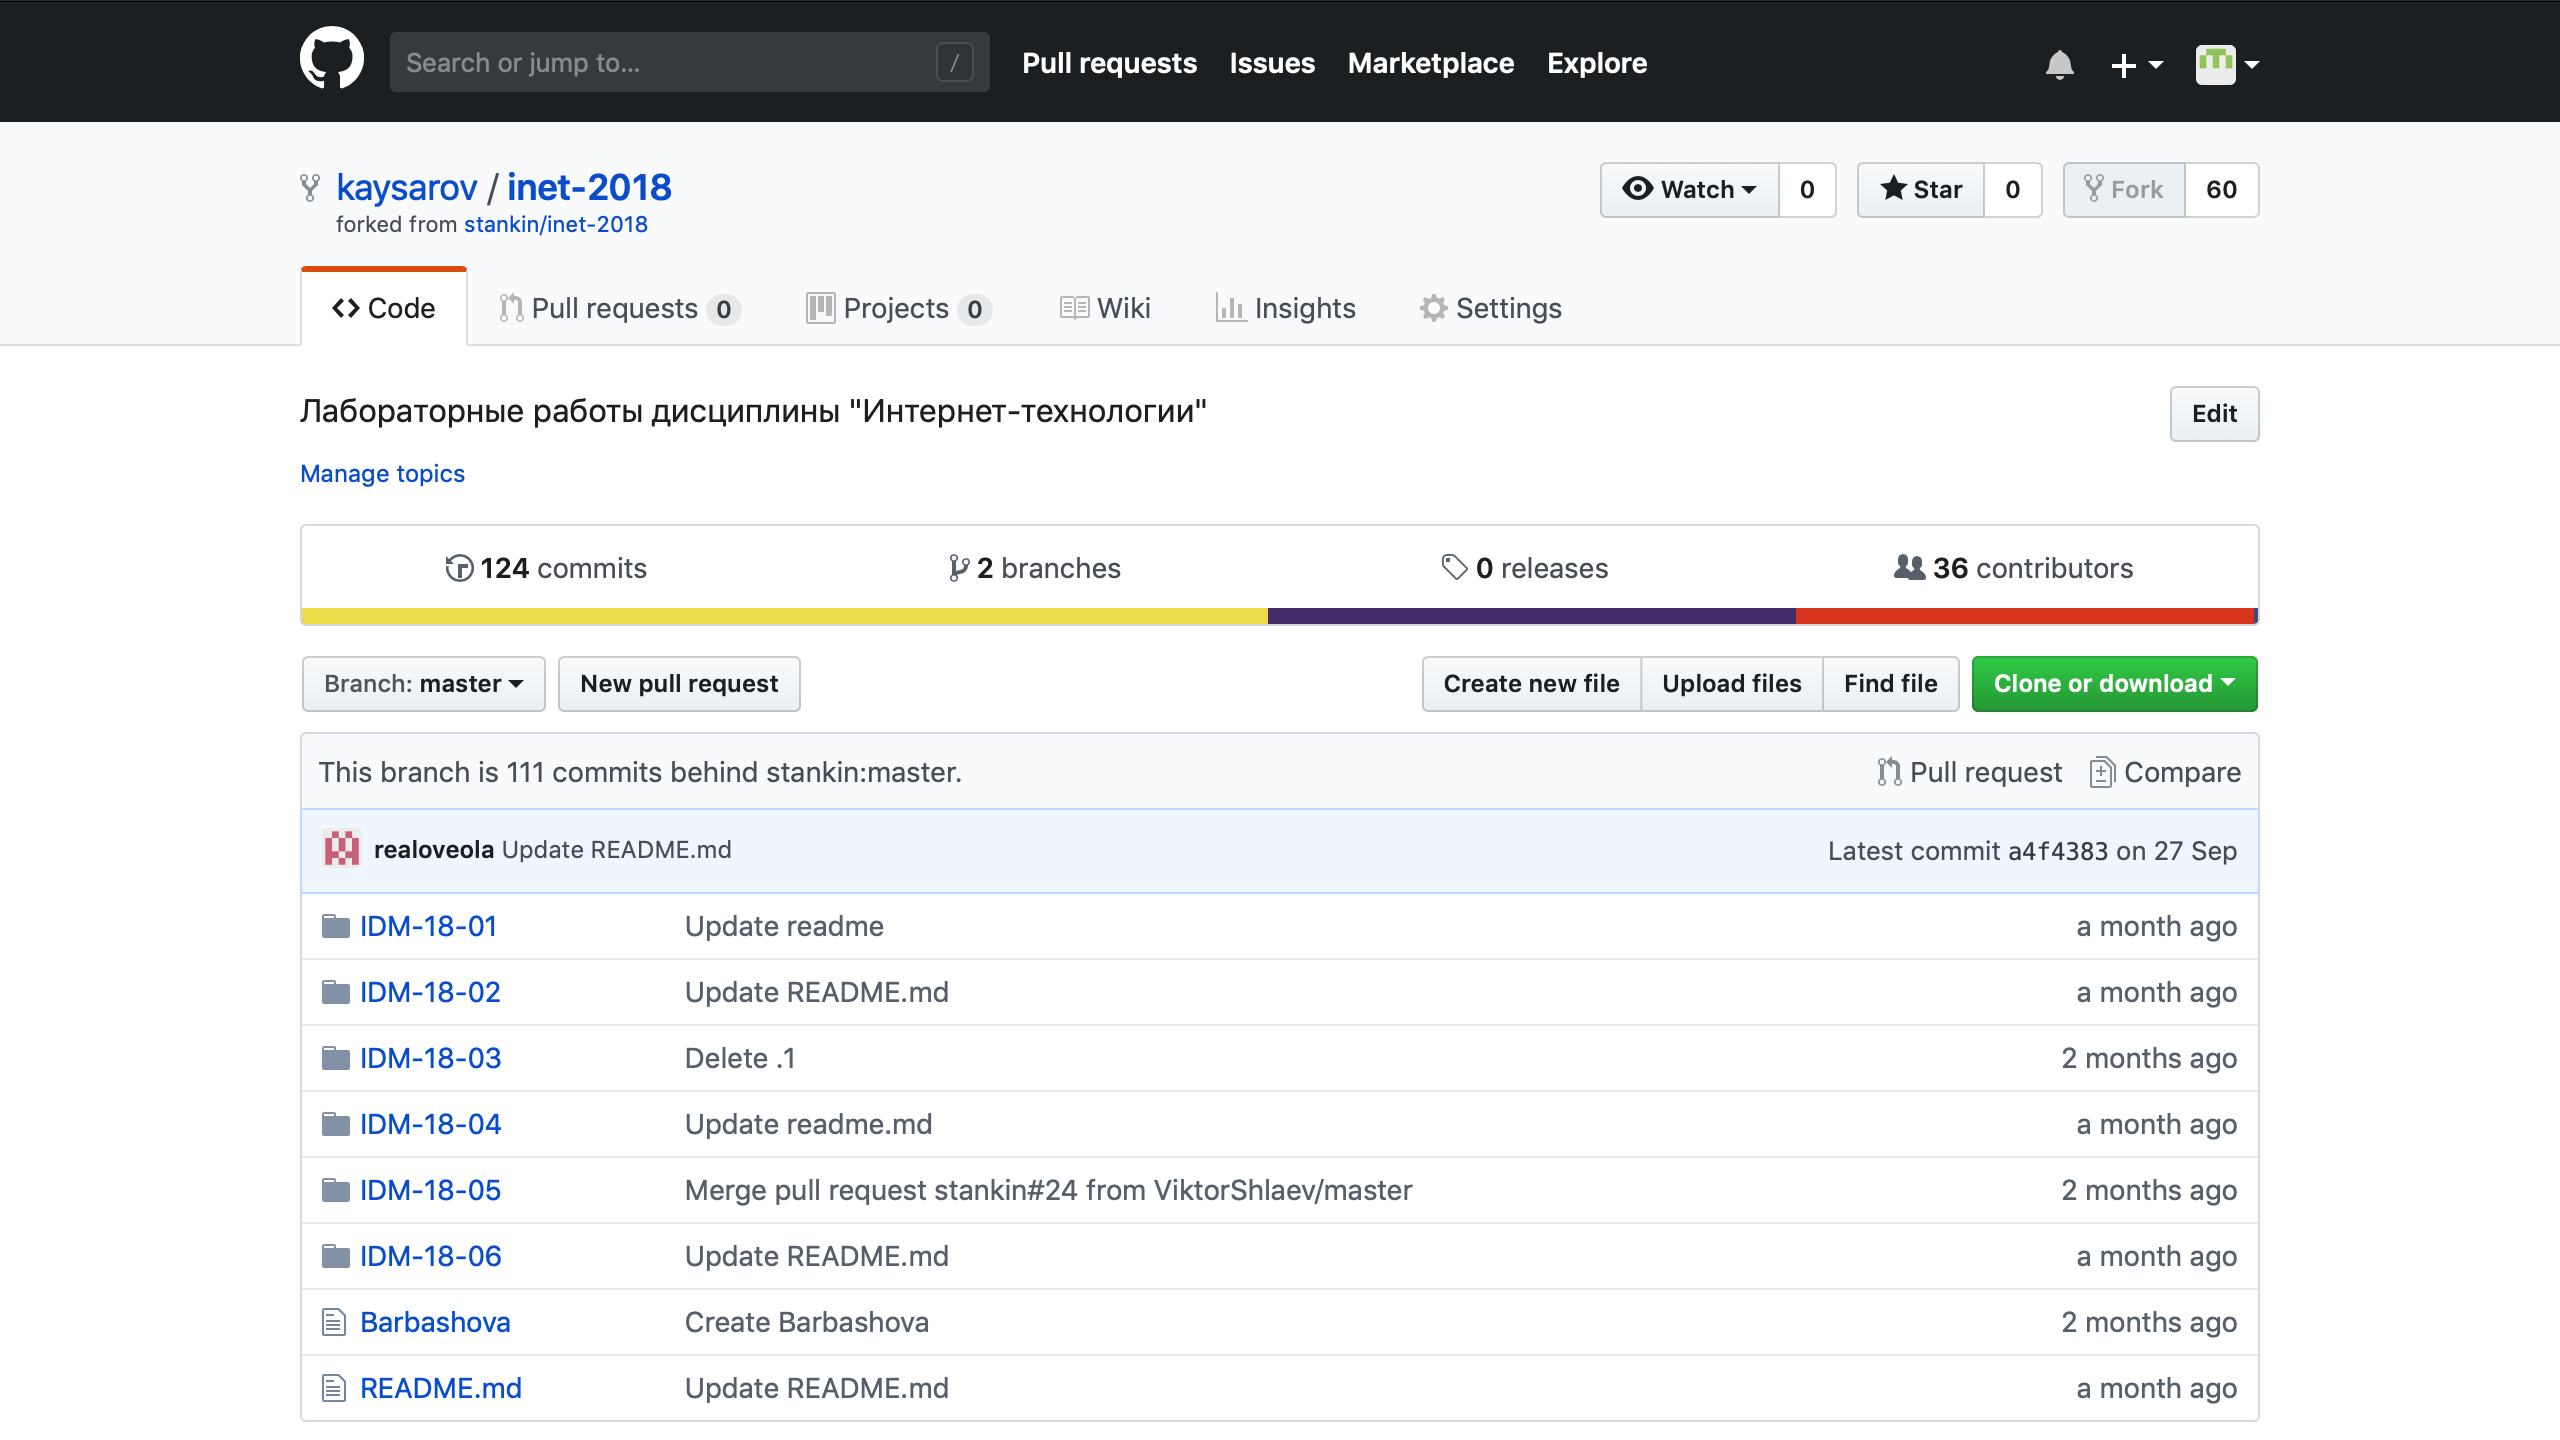 Search or jump to... /
Pull requests Issues Marketplace Explore
kaysarov / inet-2018
forked from stankin/inet-2018
Watch 0 Star 0 Fork 60
Code Pull requests 0 Projects 0 Wiki Insights Settings
Лабораторные работы дисциплины "Интернет-технологии"
Edit
Manage topics
124 commits 2 branches 0 releases 36 contributors
Branch: master New pull request Create new file Upload files Find file Clone or download
This branch is 111 commits behind stankin:master. Pull request Compare
realoveola Update README.md Latest commit a4f4383 on 27 Sep
IDM-18-01 Update readme a month ago
IDM-18-02 Update README.md a month ago
IDM-18-03 Delete .1 2 months ago
IDM-18-04 Update readme.md a month ago
IDM-18-05 Merge pull request stankin#24 from ViktorShlaev/master 2 months ago
IDM-18-06 Update README.md a month ago
Barbashova Create Barbashova 2 months ago
README.md Update README.md a month ago